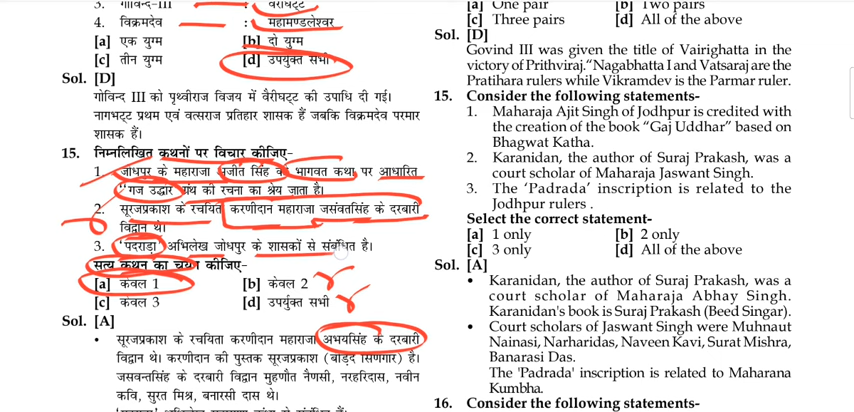 3. गोविन्द-III : वैरीघट्ट
4. विक्रमदेव : महामण्डलेश्वर
[a] एक युग्म [b] दो युग्म
[c] तीन युग्म [d] उपर्युक्त सभी
Sol. [D]
गोविन्द III को पृथ्वीराज विजय में वैरीघट्ट की उपाधि दी गई।
नागभट्ट प्रथम एवं वत्सराज प्रतिहार शासक हैं जबकि विक्रमदेव परमार
शासक हैं।
15. निम्नलिखित कथनों पर विचार कीजिए-
1. जोधपुर के महाराजा अजीत सिंह को भागवत कथा पर आधारित
"गज उद्धार ग्रंथ की रचना का श्रेय जाता है।
2. सूरजप्रकाश के रचयिता करणीदान महाराजा जसवंतसिंह के दरबारी
विद्वान थे।
3. 'पदराड़ा' अभिलेख जोधपुर के शासकों से संबंधित है।
सत्य कथन का चयन कीजिए-
[a] केवल 1 [b] केवल 2
[c] केवल 3 [d] उपर्युक्त सभी
Sol. [A]
• सूरजप्रकाश के रचयिता करणीदान महाराजा अभयसिंह के दरबारी
विद्वान थे। करणीदान की पुस्तक सूरजप्रकाश सिणगार) है।
जसवन्तसिंह के दरबारी विद्वान मुहणौत नैणसी, नरहरिदास, नवीन
कवि, सुरत मिश्र, बनारसी दास थे।
[a] One pair [b] Two pairs
[c] Three pairs [d] All of the above
Sol. [D]
Govind III was given the title of Vairighatta in the
victory of Prithviraj."Nagabhatta I and Vatsaraj are the
Pratihara rulers while Vikramdev is the Parmar ruler.
15. Consider the following statements-
1. Maharaja Ajit Singh of Jodhpur is credited with
the creation of the book "Gaj Uddhar" based on
Bhagwat Katha.
2. Karanidan, the author of Suraj Prakash, was a
court scholar of Maharaja Jaswant Singh.
3. The 'Padrada' inscription is related to the
Jodhpur rulers .
Select the correct statement-
[a] 1 only [b] 2 only
[c] 3 only [d] All of the above
Sol. [A]
• Karanidan, the author of Suraj Prakash, was a
court scholar of Maharaja Abhay Singh.
Karanidan's book is Suraj Prakash (Beed Singar).
• Court scholars of Jaswant Singh were Muhnaut
Nainasi, Narharidas, Naveen Kavi, Surat Mishra,
Banarasi Das.
The 'Padrada' inscription is related to Maharana
Kumbha.
16. Consider the following statements-